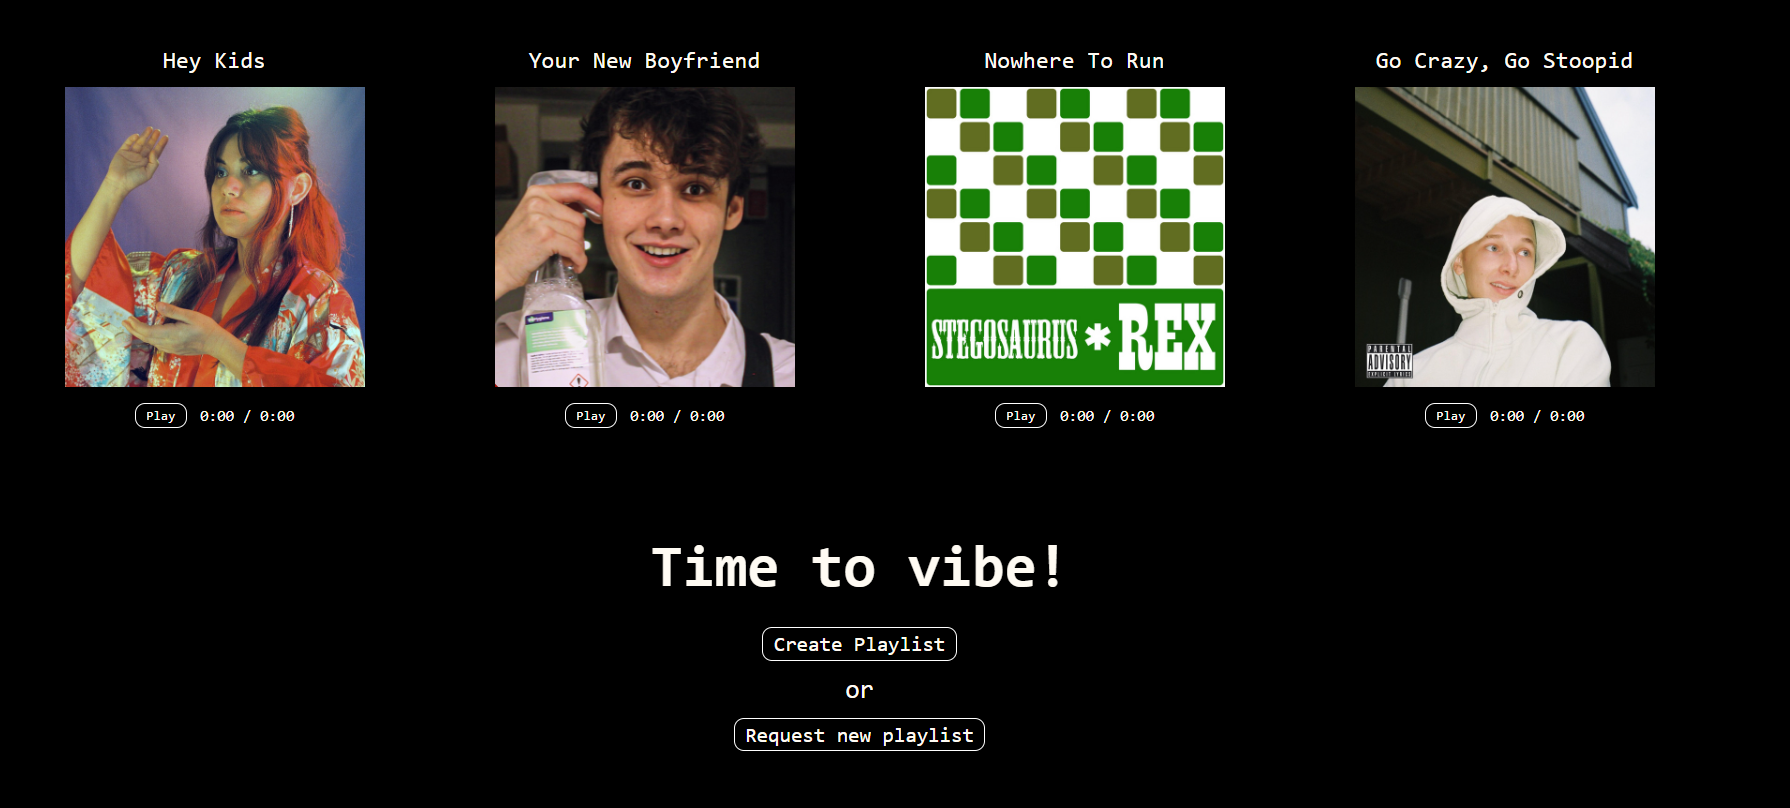 Hey Kids
Your New Boyfriend
Nowhere To Run
Go Crazy, Go Stoopid
STEGOSAURUS * REX
PARENTAL
ADVISORY
EXPLICIT LYRICS
Play 0:00 / 0:00
Play 0:00 / 0:00
Play 0:00 / 0:00
Play 0:00 / 0:00
Time to vibe!
Create Playlist
or
Request new playlist